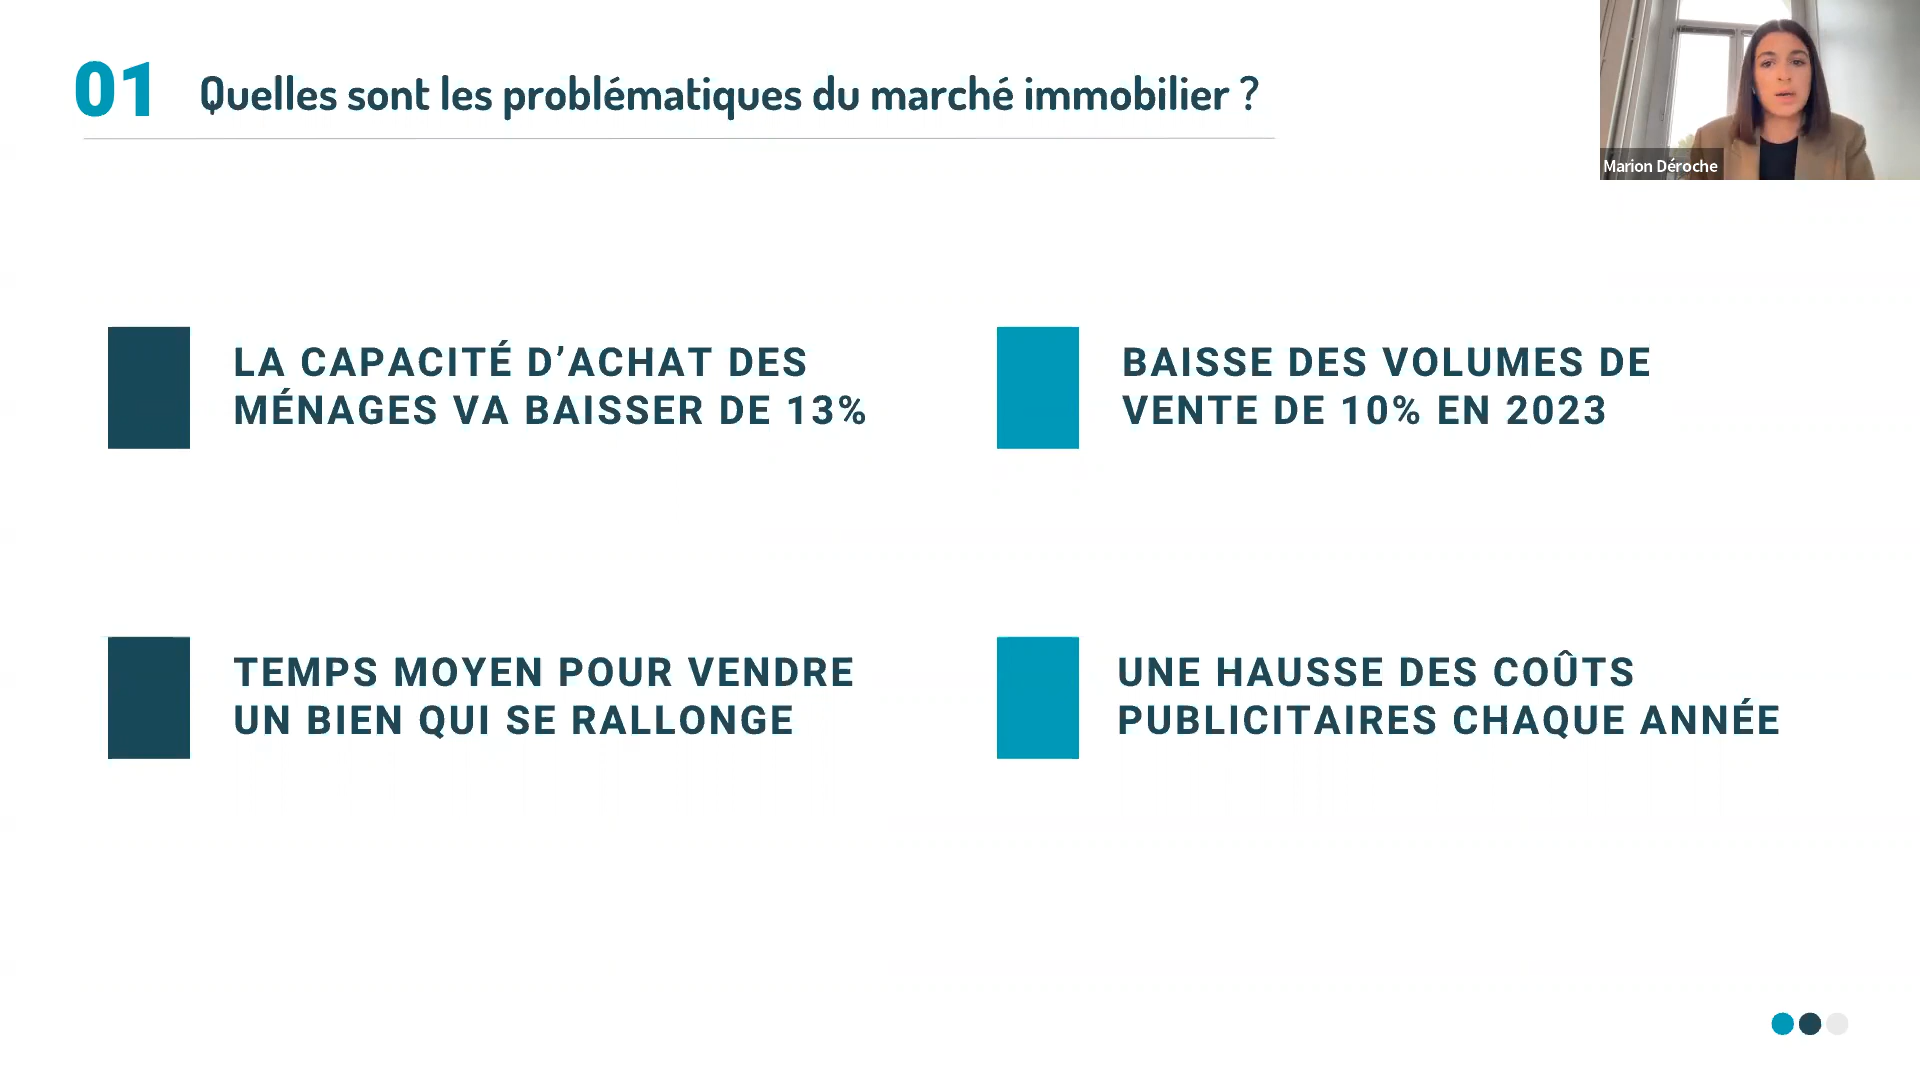 01 Quelles sont les problématiques du marché immobilier ?
Marion Déroche
LA CAPACITÉ D’ACHAT DES
MÉNAGES VA BAISSER DE 13%
BAISSE DES VOLUMES DE
VENTE DE 10% EN 2023
TEMPS MOYEN POUR VENDRE
UN BIEN QUI SE RALLONGE
UNE HAUSSE DES COÛTS
PUBLICITAIRES CHAQUE ANNÉE